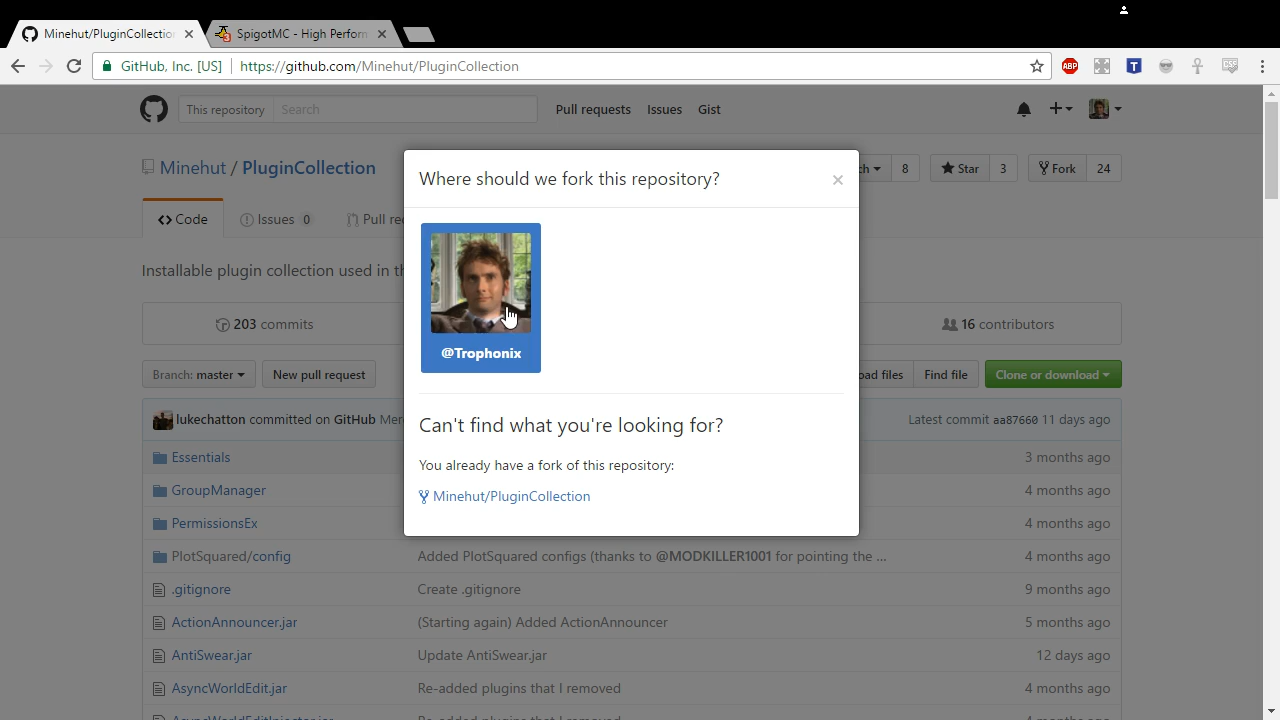 Minehut/PluginCollection
SpigotMC - High Perform
GitHub, Inc. [US]
https://github.com/Minehut/PluginCollection
ABP
T
This repository
Search
Pull requests
Issues
Gist
Minehut / PluginCollection
8
Star
3
Fork
24
Code
Issues 0
Pull re
Where should we fork this repository?
@Trophonix
Can't find what you're looking for?
You already have a fork of this repository:
Minehut/PluginCollection
Installable plugin collection used in th
203 commits
16 contributors
Branch: master
New pull request
oad files
Find file
Clone or download
lukechatton committed on GitHub Mer
Latest commit aa87660 11 days ago
Essentials
3 months ago
GroupManager
4 months ago
PermissionsEx
4 months ago
PlotSquared/config
Added PlotSquared configs (thanks to @MODKILLER1001 for pointing the ...
4 months ago
.gitignore
Create .gitignore
9 months ago
ActionAnnouncer.jar
(Starting again) Added ActionAnnouncer
5 months ago
AntiSwear.jar
Update AntiSwear.jar
12 days ago
AsyncWorldEdit.jar
Re-added plugins that I removed
4 months ago